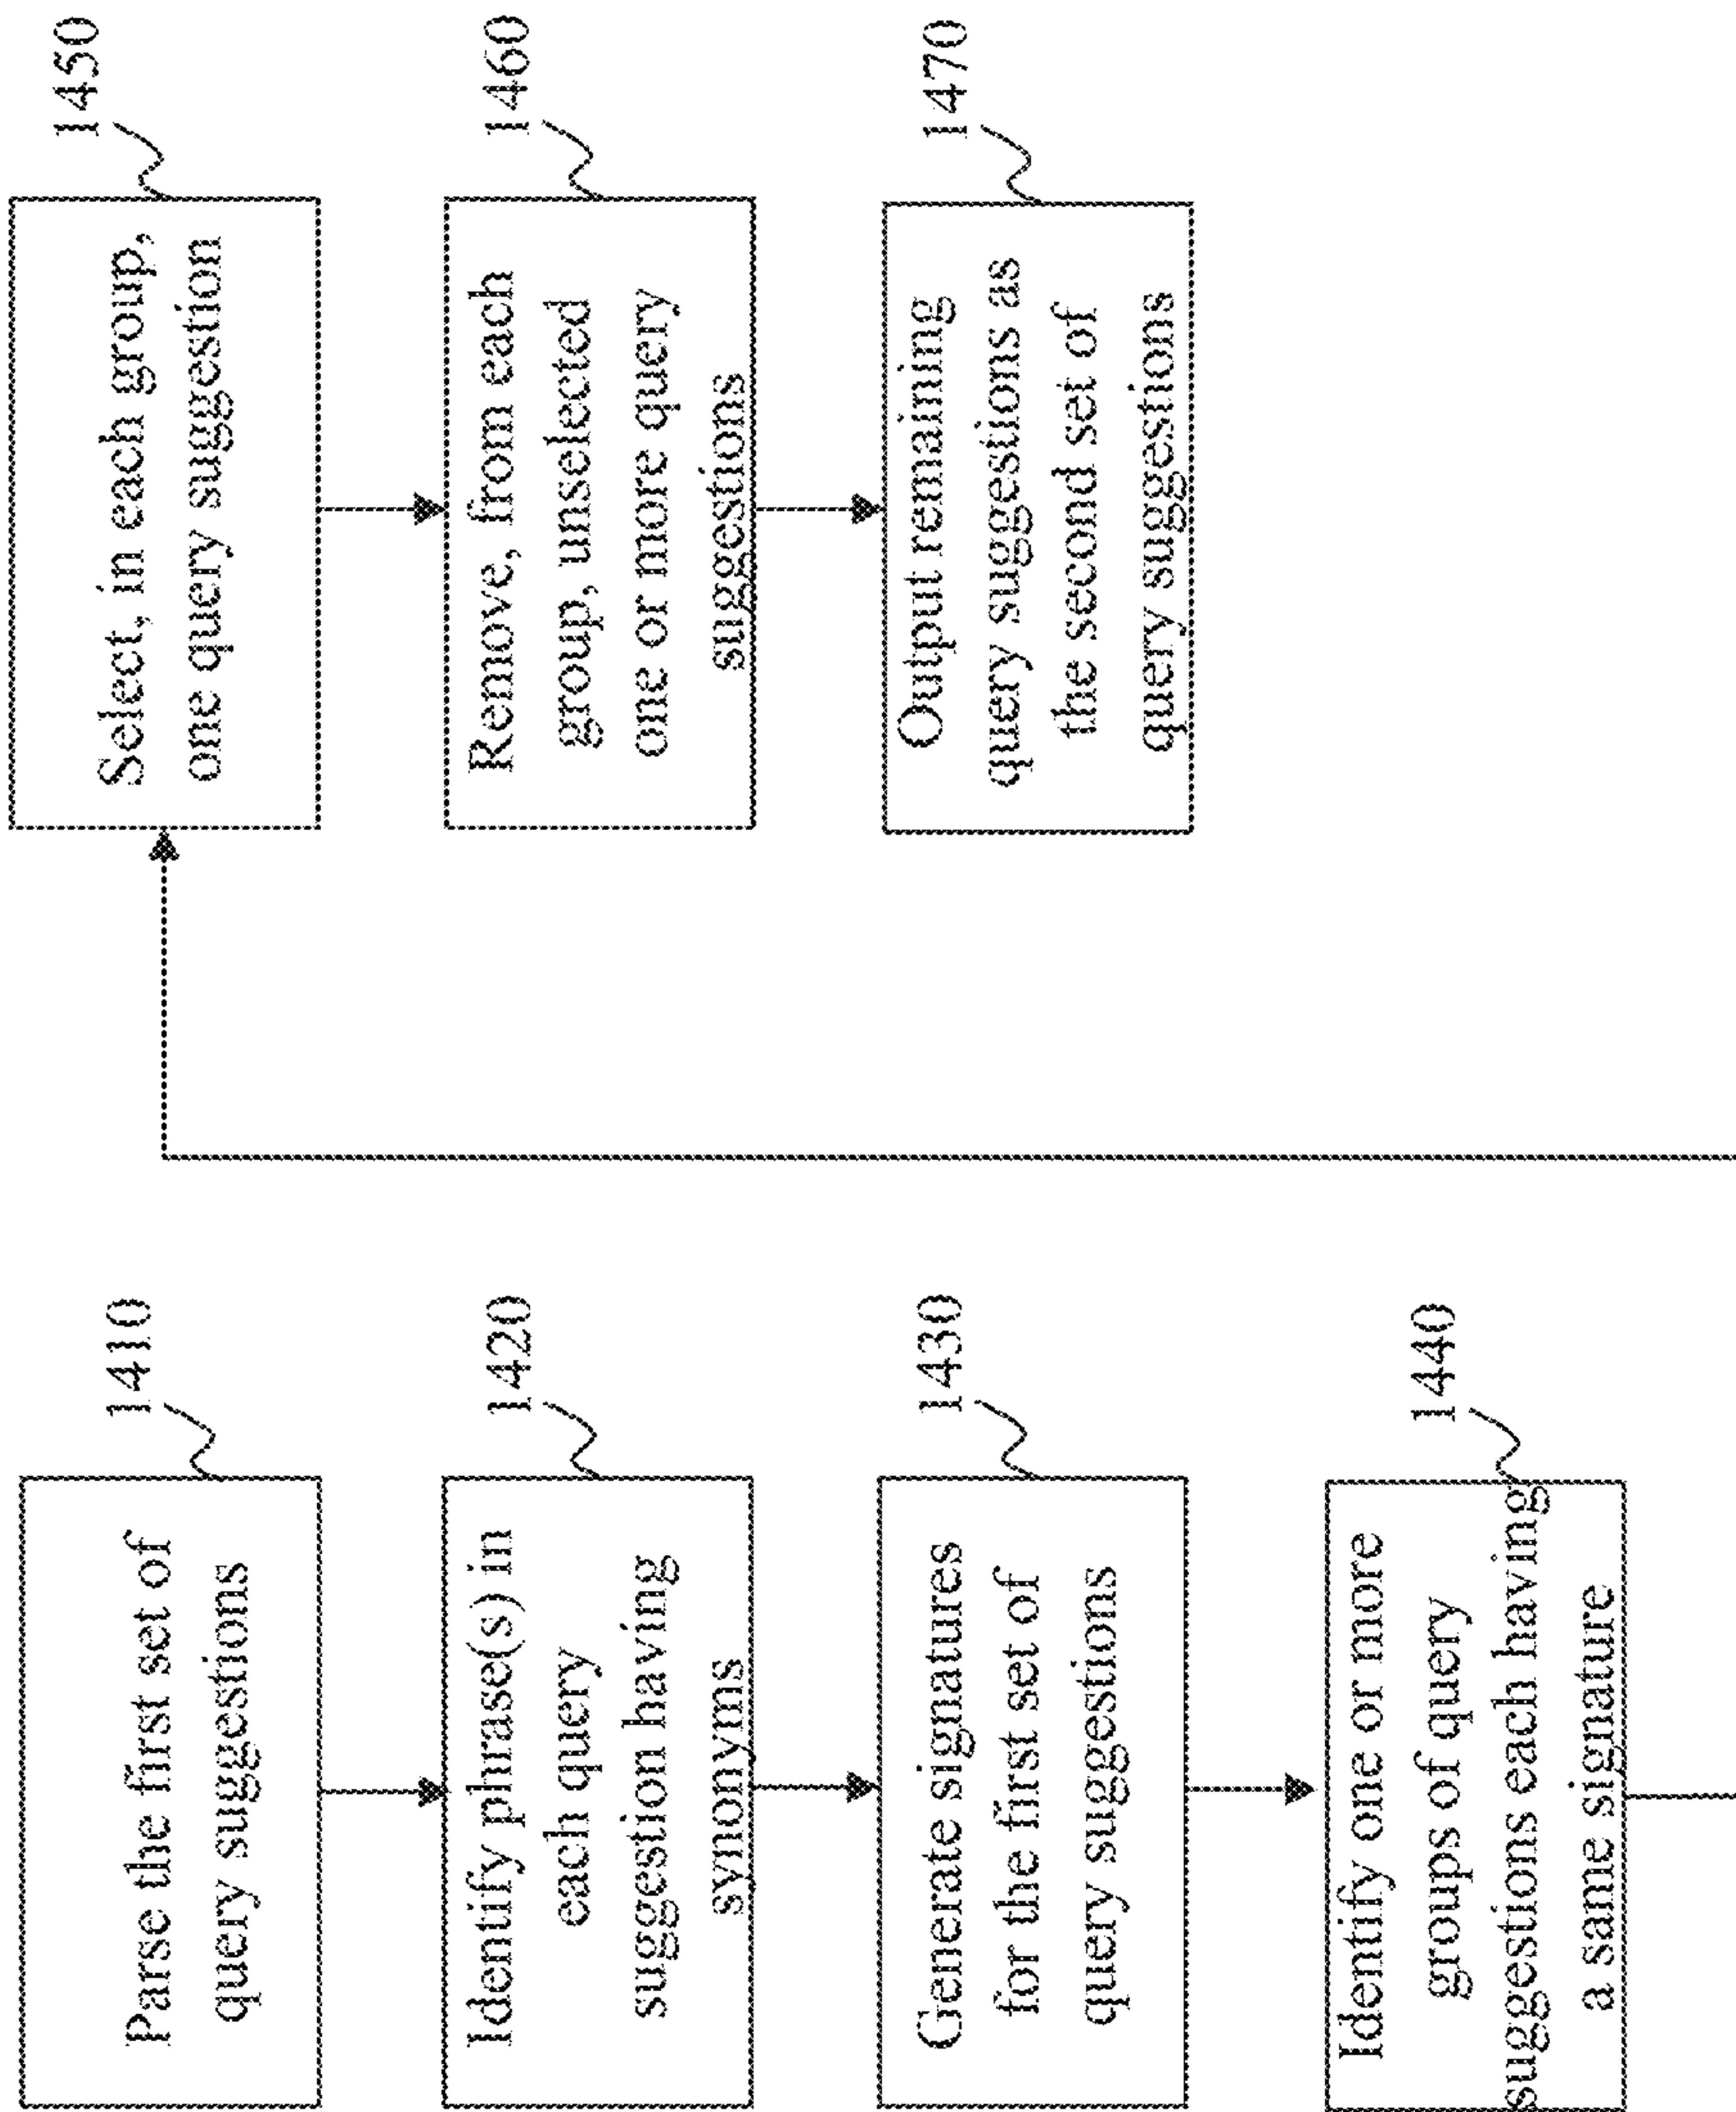 Parse the first set of
query suggestions
1410
Identify phrase(s) in
each query
suggestion having
synonyms
1420
Generate signatures
for the first set of
query suggestions
1430
Identify one or more
groups of query
suggestions each having
a same signature
1440
Select, in each group,
one query suggestion
1450
Remove, from each
group, unselected
one or more query
suggestions
1460
Output remaining
query suggestions as
the second set of
query suggestions
1470